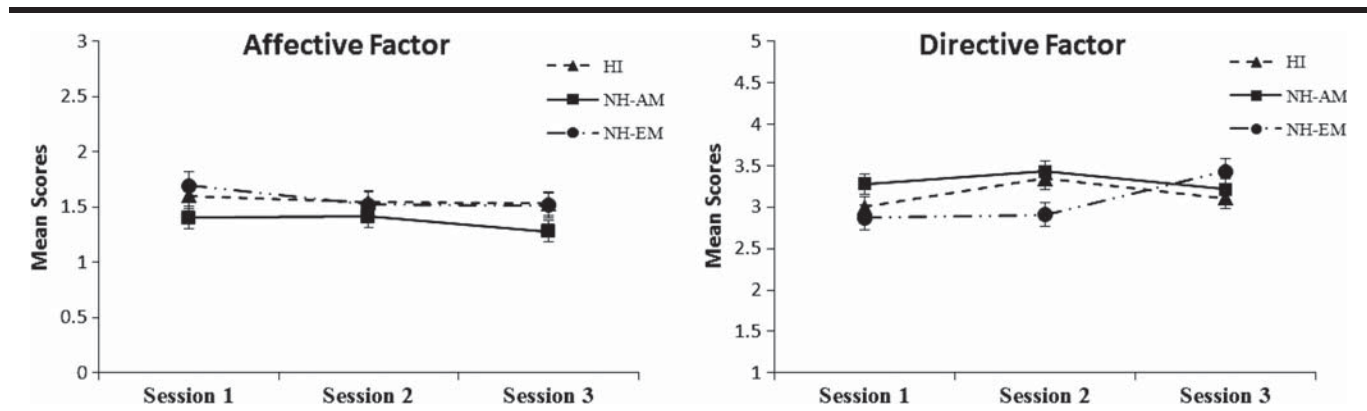 Affective Factor
3
2.5
2
1.5
1
0.5
0
Mean Scores
HI
NH-AM
NH-EM
Session 1 Session 2 Session 3
Directive Factor
5
4.5
4
3.5
3
2.5
2
1.5
1
Mean Scores
HI
NH-AM
NH-EM
Session 1 Session 2 Session 3